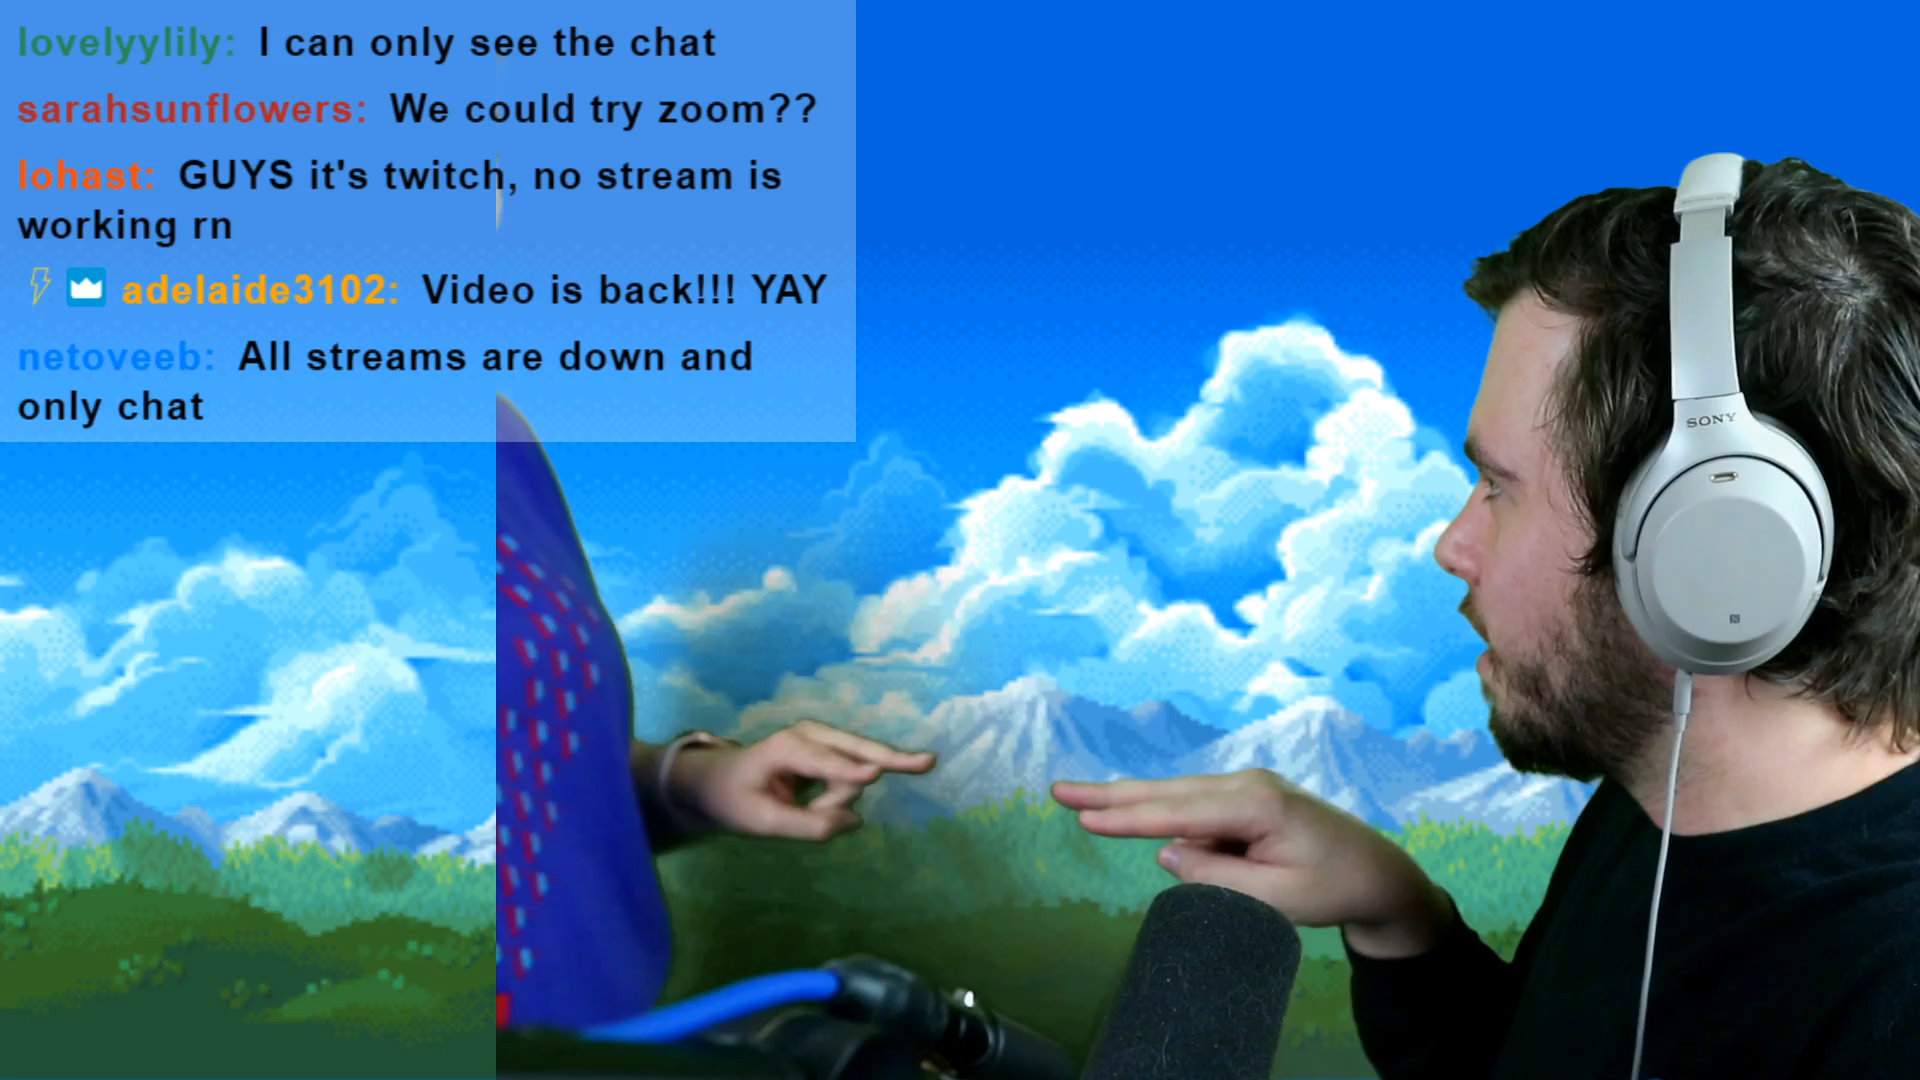 lovelyylily: I can only see the chat
sarahsunflowers: We could try zoom??
lohast: GUYS it's twitch, no stream is
working rn
adelaide3102: Video is back!!! YAY
netoveeb: All streams are down and
only chat
SONY